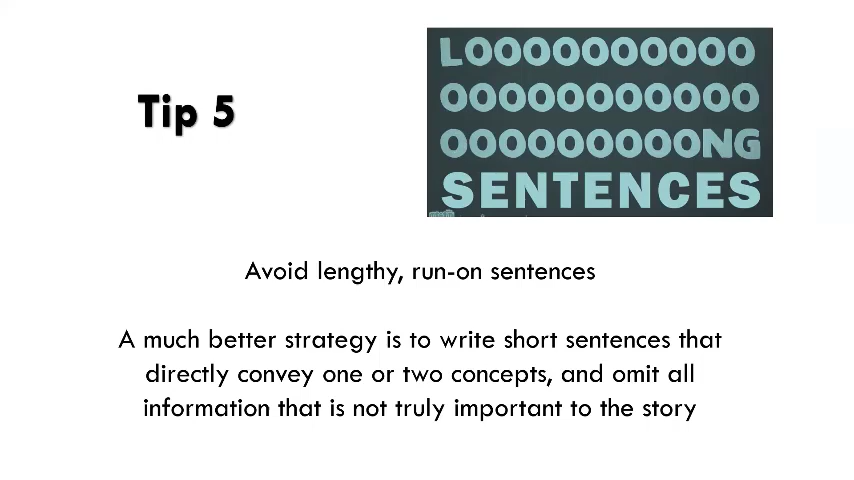 Tip 5
LOOOOOOOOOO
OOOOOOOOOOO
OOOOOOOOONG
SENTENCES
Avoid lengthy, run-on sentences
A much better strategy is to write short sentences that
directly convey one or two concepts, and omit all
information that is not truly important to the story